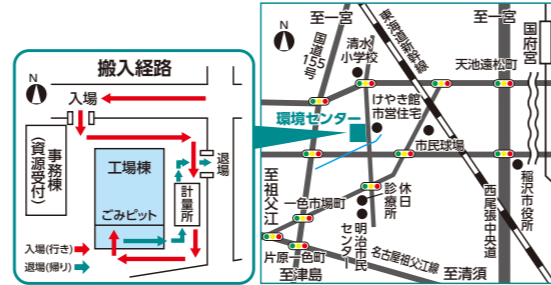 搬入経路
N
入場
事務棟
(資源受付)
工場棟
ごみピット
計量所
退場
入場(行き)
退場(帰り)
N
至一宮
国道155号
清水
小学校
東海道新幹線
至一宮
国府宮
天池遠松町
けやき館
市営住宅
環境センター
市民球場
至祖父江
一色市場町
休日
診療所
明治市民
センター
西尾張中央道
稲沢市役所
片原一色町
名古屋祖父江線
至津島
至清須